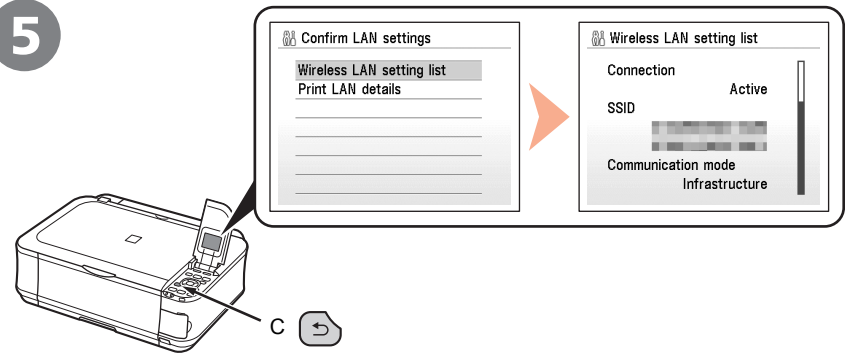 5
Confirm LAN settings
Wireless LAN setting list
Print LAN details
Wireless LAN setting list
Connection
Active
SSID
Communication mode
Infrastructure
C